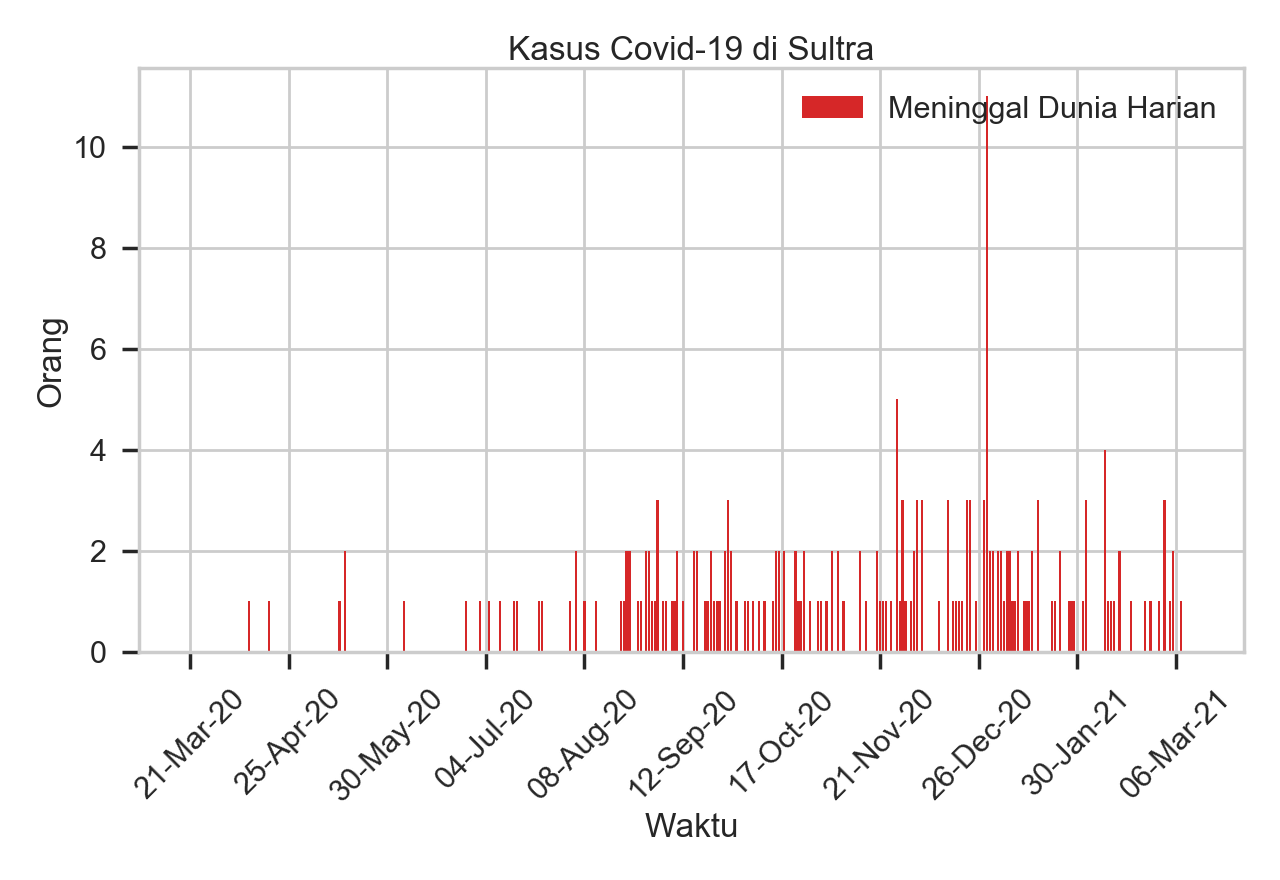 Kasus Covid-19 di Sultra
Meninggal Dunia Harian
Orang
10
8
6
4
2
0
21-Mar-20
25-Apr-20
30-May-20
04-Jul-20
08-Aug-20
12-Sep-20
17-Oct-20
21-Nov-20
26-Dec-20
30-Jan-21
06-Mar-21
Waktu